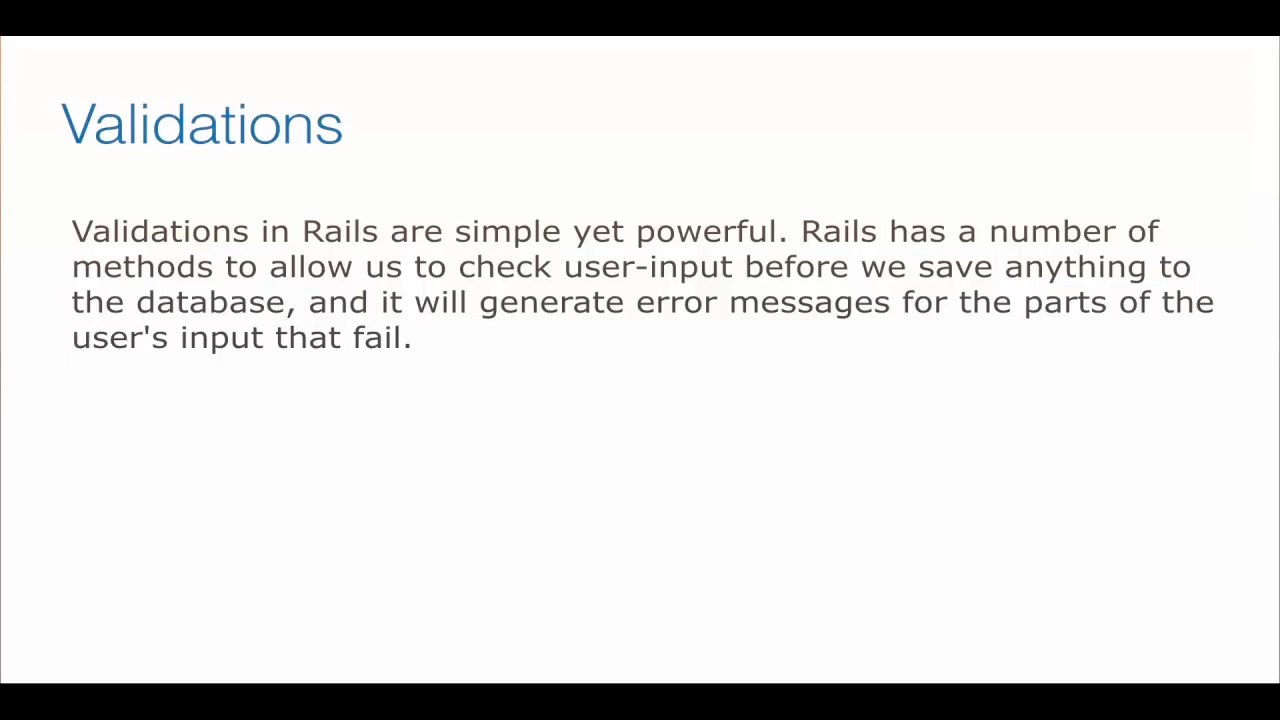 Validations
Validations in Rails are simple yet powerful. Rails has a number of
methods to allow us to check user-input before we save anything to
the database, and it will generate error messages for the parts of the
user's input that fail.